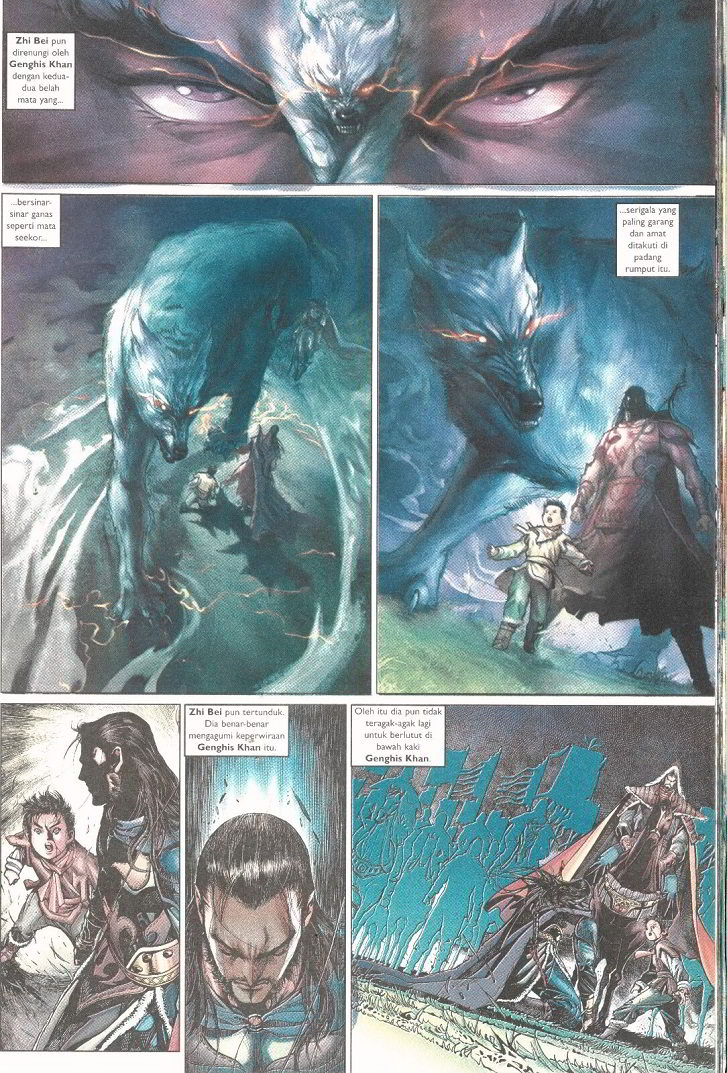 Zhi Bei pun
direnungi oleh
Genghis Khan
dengan kedua-
dua belah
mata yang...
...bersinar-
sinar ganas
seperti mata
seekor...
...serigala yang
paling garang
dan amat
ditakuti di
padang
rumput itu.
Zhi Bei pun tertunduk.
Dia benar-benar
mengagumi keperwiraan
Genghis Khan itu.
Oleh itu dia pun tidak
teragak-agak lagi
untuk berlutut di
bawah kaki
Genghis Khan.